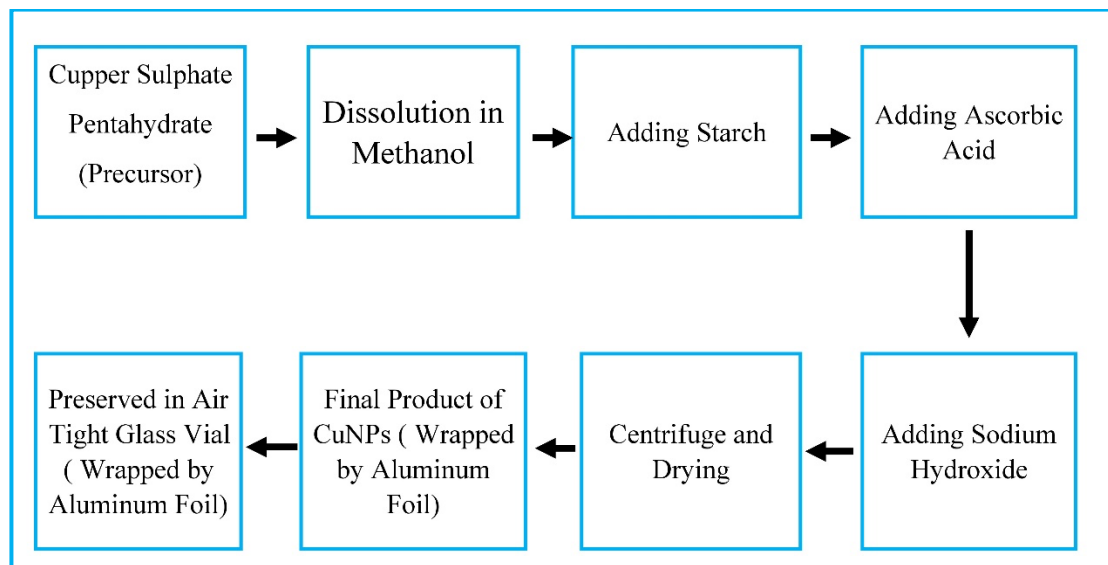 Cupper Sulphate
Pentahydrate
(Precursor)
Dissolution in
Methanol
Adding Starch
Adding Ascorbic
Acid
Adding Sodium
Hydroxide
Centrifuge and
Drying
Final Product of
CuNPs ( Wrapped
by Aluminum
Foil)
Preserved in Air
Tight Glass Vial
( Wrapped by
Aluminum Foil)